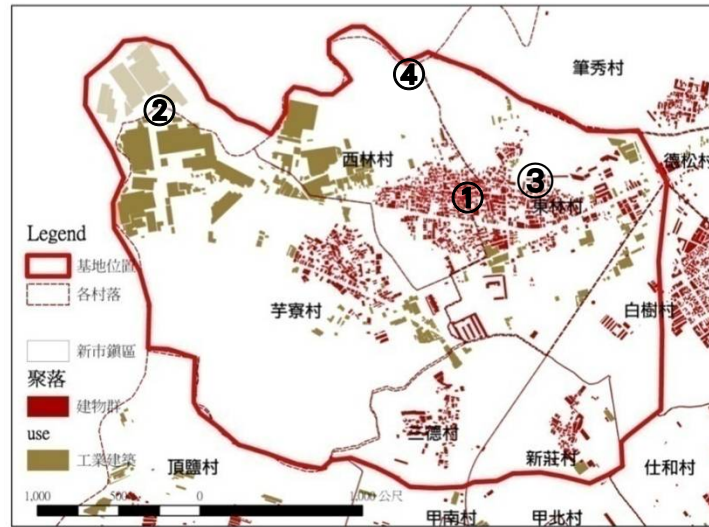 ④
筆秀村
②
德松村
西林村
①
③
東林村
Legend
基地位置
各村落
芋寮村
白樹村
新市鎮區
聚落
建物群
三德村
use
工業建築
頂鹽村
新莊村
仕和村
1,000
500
0
1,000 公尺
甲南村
甲北村